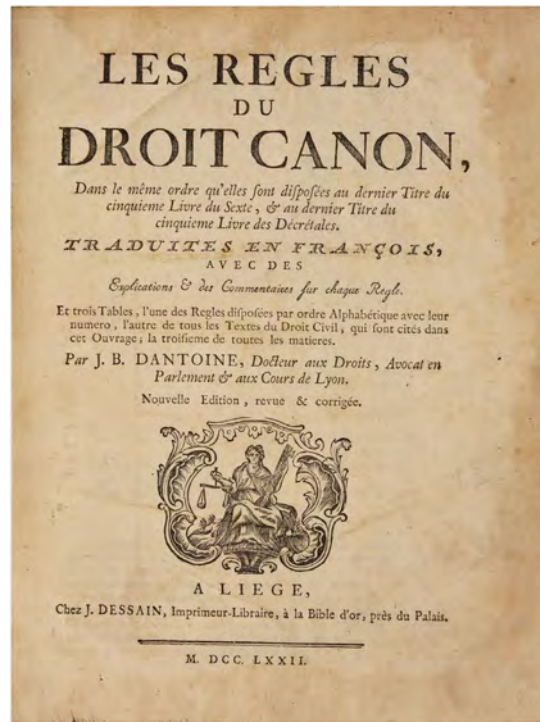 LES REGLES
DU
DROIT CANON,
Dans le même ordre qu'elles sont disposées au dernier Titre du
cinquieme Livre du Sexte, & au dernier Titre du
cinquieme Livre des Décrétales.
TRADUITES EN FRANÇOIS,
AVEC DES
Explications & des Commentaires sur chaque Regle.
Et trois Tables, l'une des Regles disposées par ordre Alphabétique avec leur
numero, l'autre de tous les Textes du Droit Civil, qui sont cités dans
cet Ouvrage; la troisieme de toutes les matieres.
Par J. B. DANTOINE, Docteur aux Droits, Avocat en
Parlement & aux Cours de Lyon.
Nouvelle Edition, revue & corrigée.
A LIEGE,
Chez J. DESSAIN, Imprimeur-Libraire, à la Bible d'or, près du Palais.
M. DCC. LXXII.